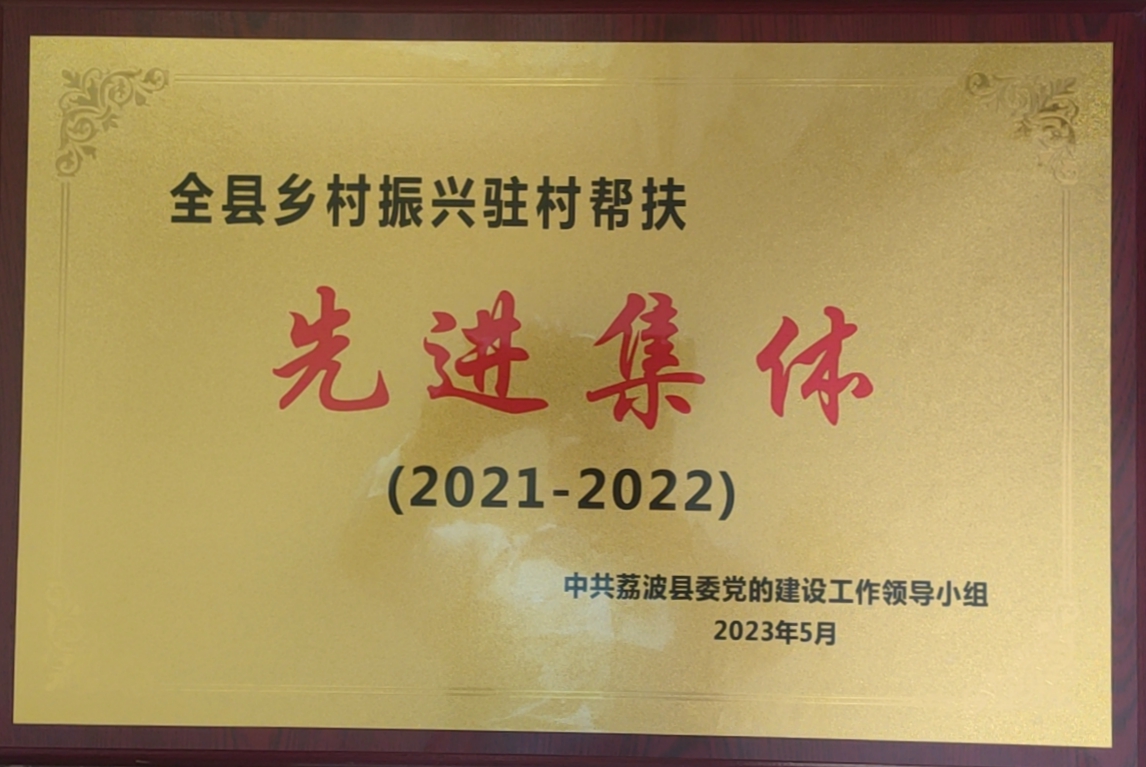 全县乡村振兴驻村帮扶
先进集体
(2021-2022)
中共荔波县委党的建设工作领导小组
2023年5月